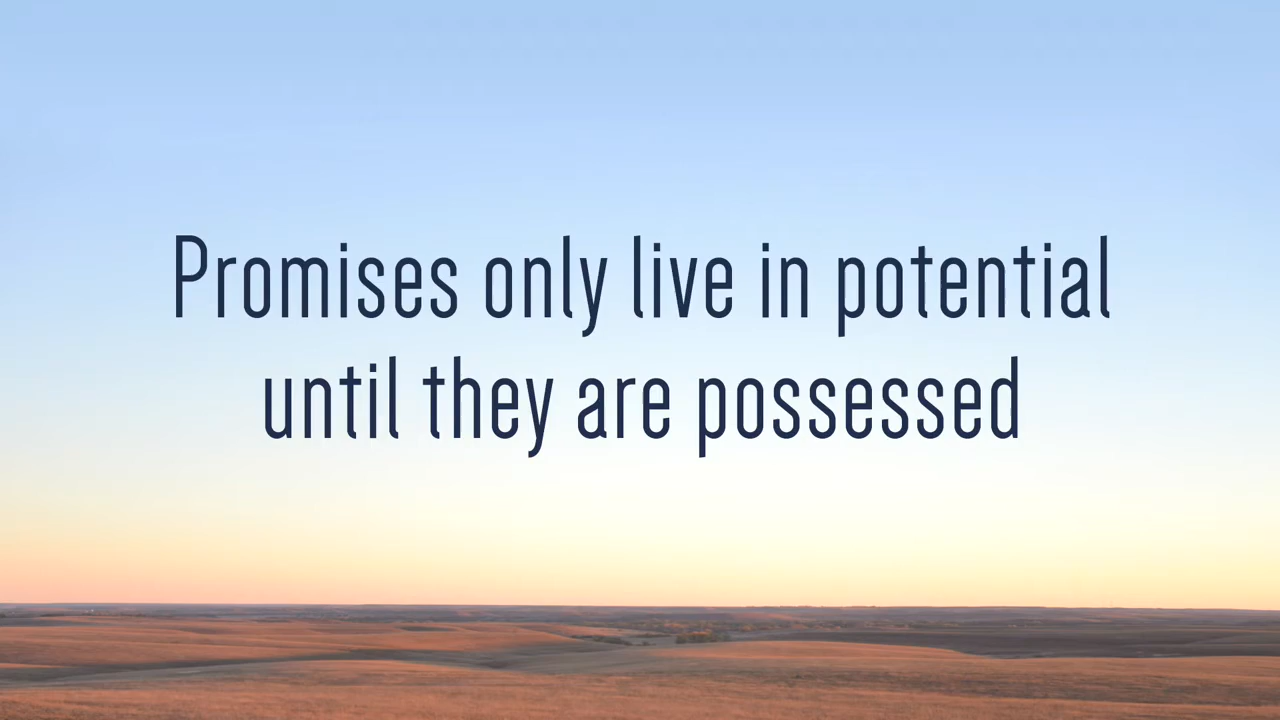 Promises only live in potential
until they are possessed